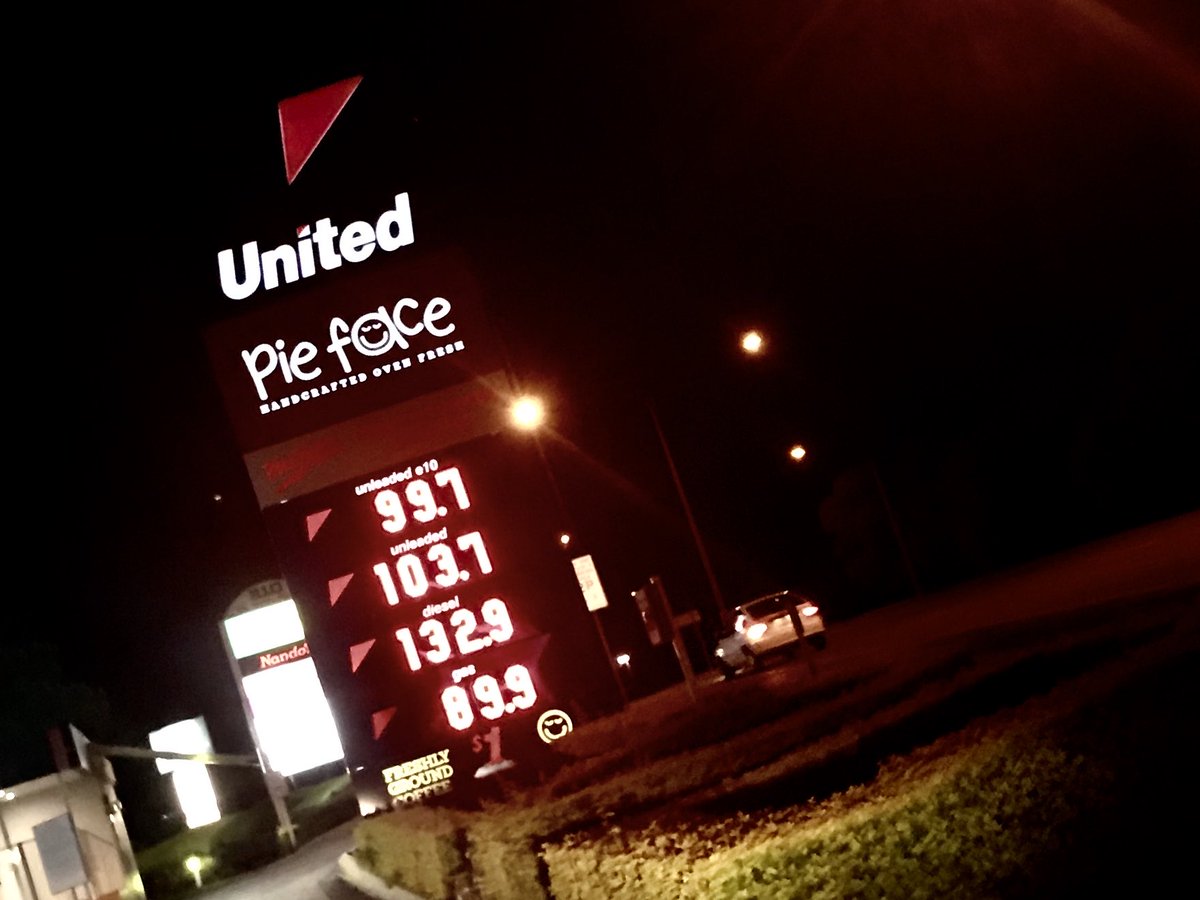 United
Pie face
HANDCRAFTED OVEN FRESH
unleaded e10
99.7
unleaded
103.7
diesel
132.9
gas
89.9
$1
FRESHLY
GROUND
COFFEE
Nando's